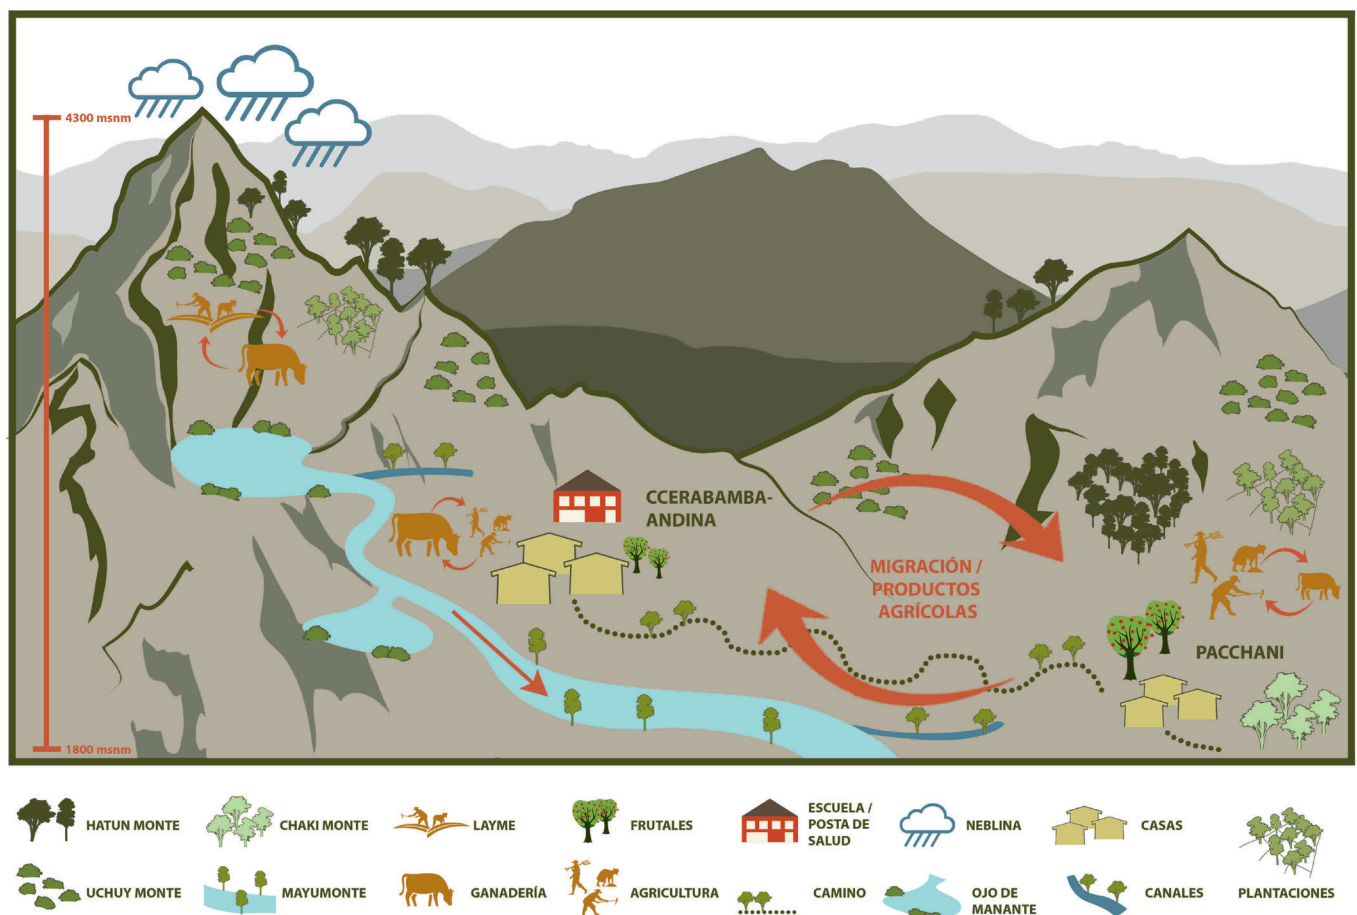 4300 msnm
CCERABAMBA-
ANDINA
MIGRACIÓN /
PRODUCTOS
AGRÍCOLAS
PACCHANI
1800 msnm
HATUN MONTE
CHAKI MONTE
LAYME
FRUTALES
ESCUELA /
POSTA DE
SALUD
NEBLINA
CASAS
UCHUY MONTE
MAYUMONTE
GANADERÍA
AGRICULTURA
CAMINO
OJO DE
MANANTE
CANALES
PLANTACIONES